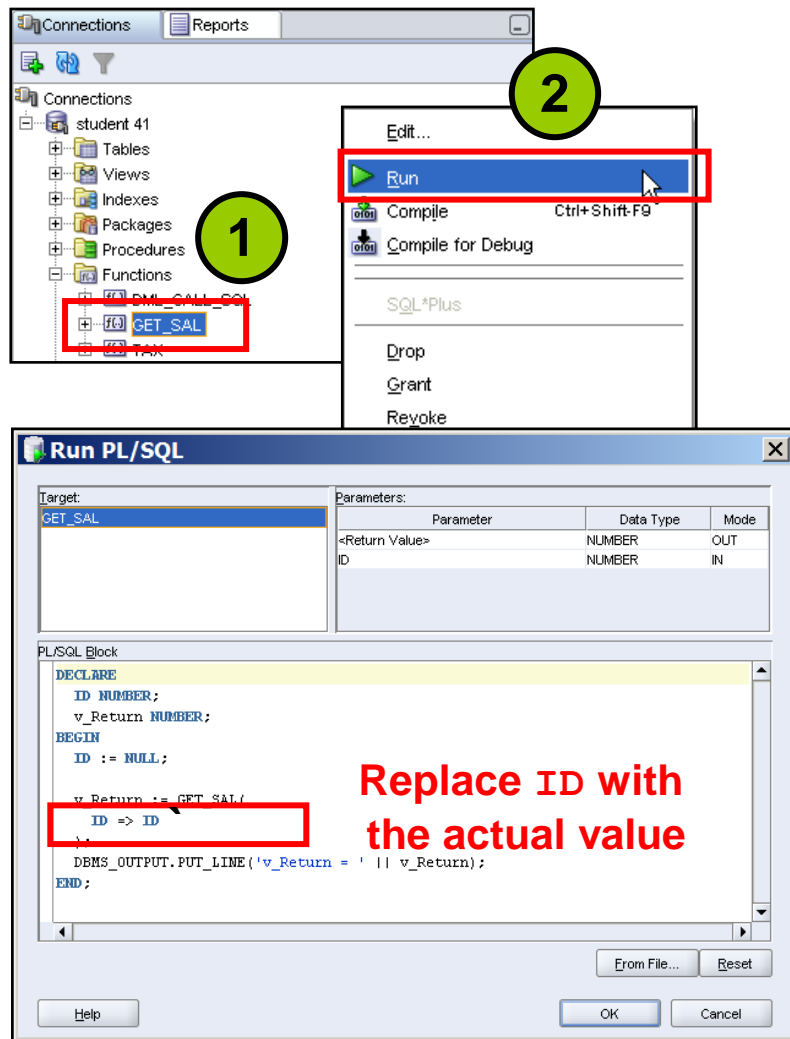 Connections
Reports
Connections
student 41
Tables
Views
Indexes
Packages
Procedures
Functions
DML_CALL_SQL
GET_SAL
TAX
1
2
Edit...
Run
Compile Ctrl+Shift-F9
Compile for Debug
SQL*Plus
Drop
Grant
Revoke
Run PL/SQL
Target:
GET_SAL
Parameters:
Parameter Data Type Mode
<Return Value> NUMBER OUT
ID NUMBER IN
PL/SQL Block
DECLARE
ID NUMBER;
v_Return NUMBER;
BEGIN
ID := NULL;
v_Return := GET_SAL(
ID => ID
);
DBMS_OUTPUT.PUT_LINE('v_Return = ' || v_Return);
END;
Replace ID with
the actual value
From File...
Reset
Help
OK
Cancel